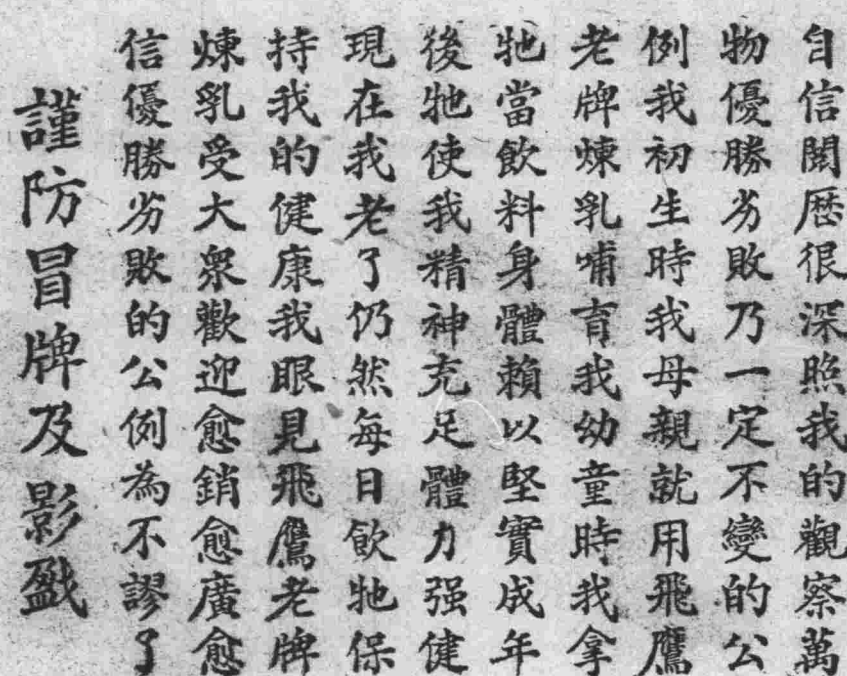 自信閱歷很深照我的觀察萬
物優勝劣敗乃一定不變的公
例我初生時我母親就用飛鷹
老牌煉乳哺育我幼童時我拿
牠當飲料身體賴以堅實成年
後牠使我精神充足體力强健
現在我老了仍然每日飲牠保
持我的健康我眼見飛鷹老牌
煉乳受大眾歡迎愈銷愈廣愈
信優勝劣敗的公例為不謬了
謹防冒牌及影戤